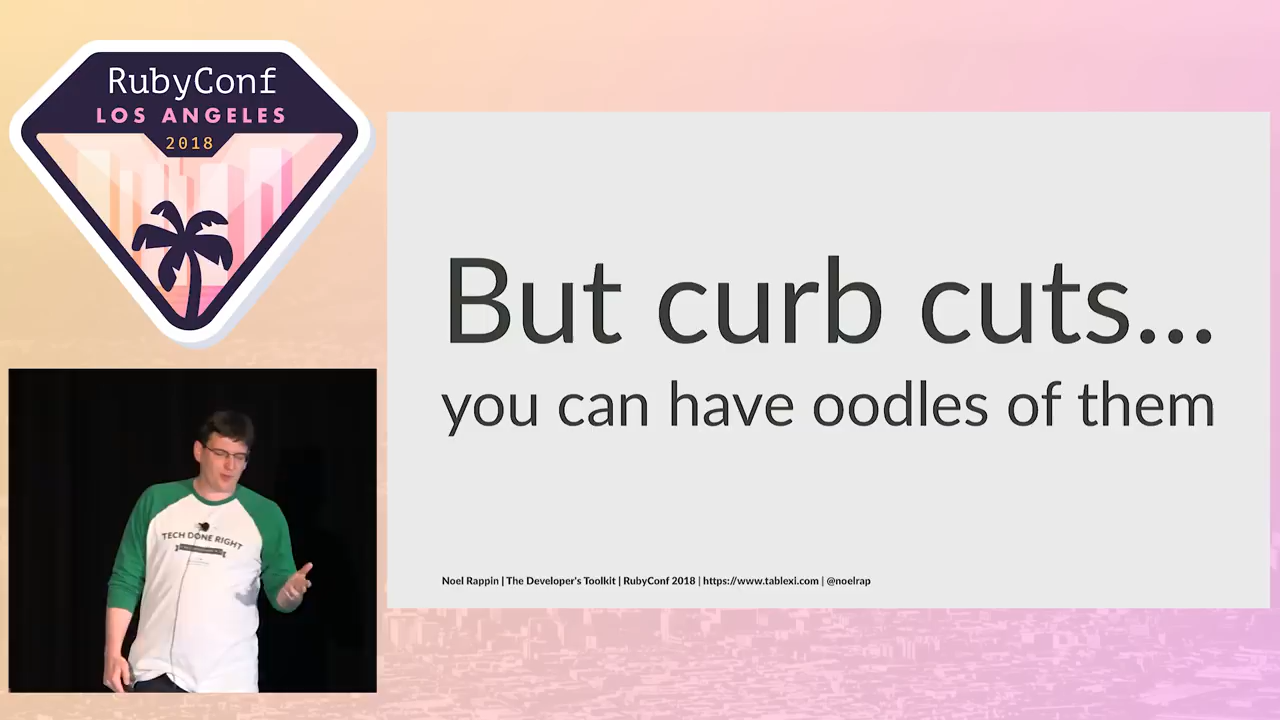 RubyConf
LOS ANGELES
2018
But curb cuts...
you can have oodles of them
TECH DONE RIGHT
Noel Rappin | The Developer's Toolkit | RubyConf 2018 | https://www.tablexi.com | @noelrap